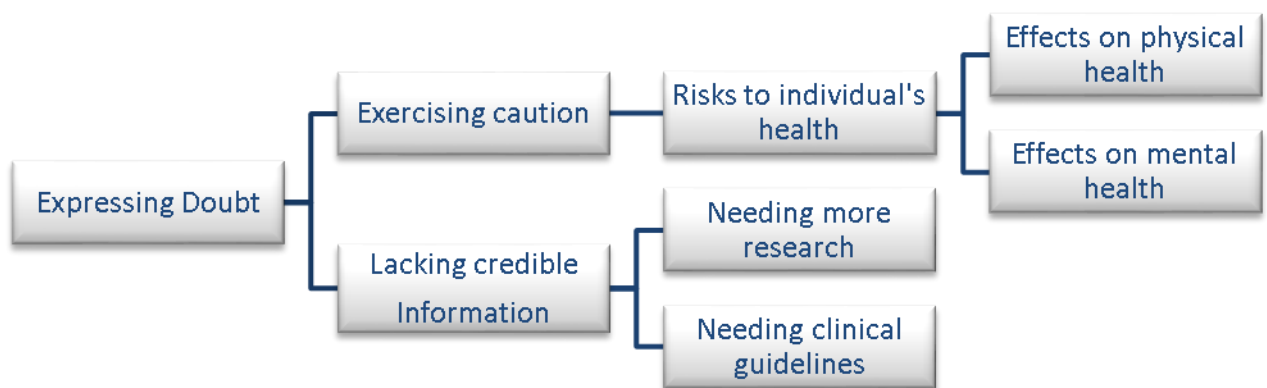 Expressing Doubt
Exercising caution
Risks to individual's
health
Effects on physical
health
Effects on mental
health
Lacking credible
Information
Needing more
research
Needing clinical
guidelines